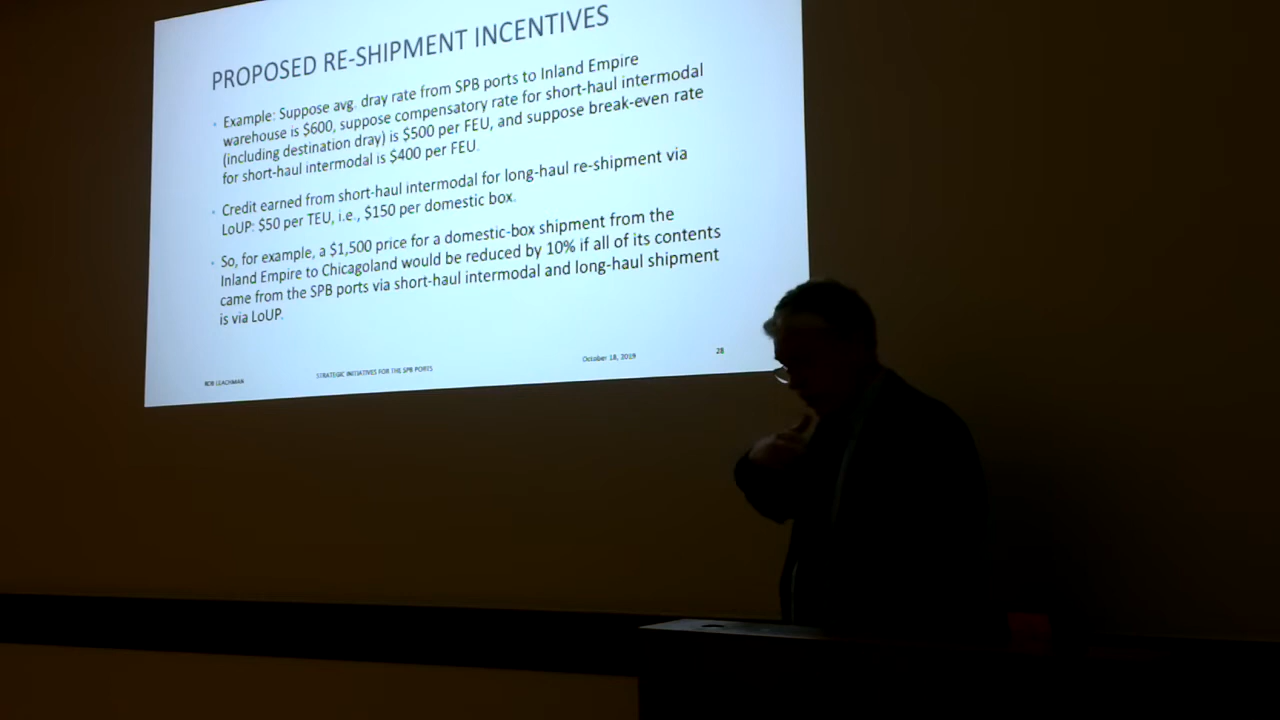 PROPOSED RE-SHIPMENT INCENTIVES
• Example: Suppose avg. dray rate from SPB ports to Inland Empire
warehouse is $600, suppose compensatory rate for short-haul intermodal
(including destination dray) is $500 per FEU, and suppose break-even rate
for short-haul intermodal is $400 per FEU.
• Credit earned from short-haul intermodal for long-haul re-shipment via
LoUP: $50 per TEU, i.e., $150 per domestic box.
• So, for example, a $1,500 price for a domestic-box shipment from the
Inland Empire to Chicagoland would be reduced by 10% if all of its contents
came from the SPB ports via short-haul intermodal and long-haul shipment
is via LoUP.
ROB LEACHMAN
STRATEGIC INITIATIVES FOR THE SPB PORTS
October 18, 2019
28